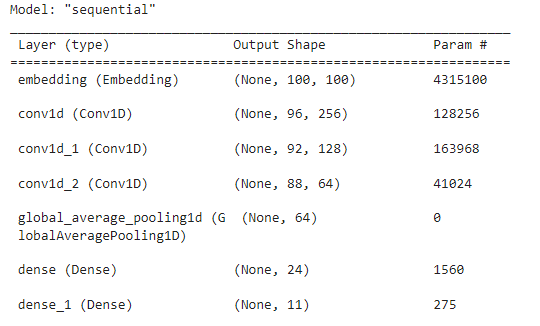 Model: "sequential"
Layer (type) Output Shape Param #
embedding (Embedding) (None, 100, 100) 4315100
conv1d (Conv1D) (None, 96, 256) 128256
conv1d_1 (Conv1D) (None, 92, 128) 163968
conv1d_2 (Conv1D) (None, 88, 64) 41024
global_average_pooling1d (G (None, 64) 0
lobalAveragePooling1D)
dense (Dense) (None, 24) 1560
dense_1 (Dense) (None, 11) 275